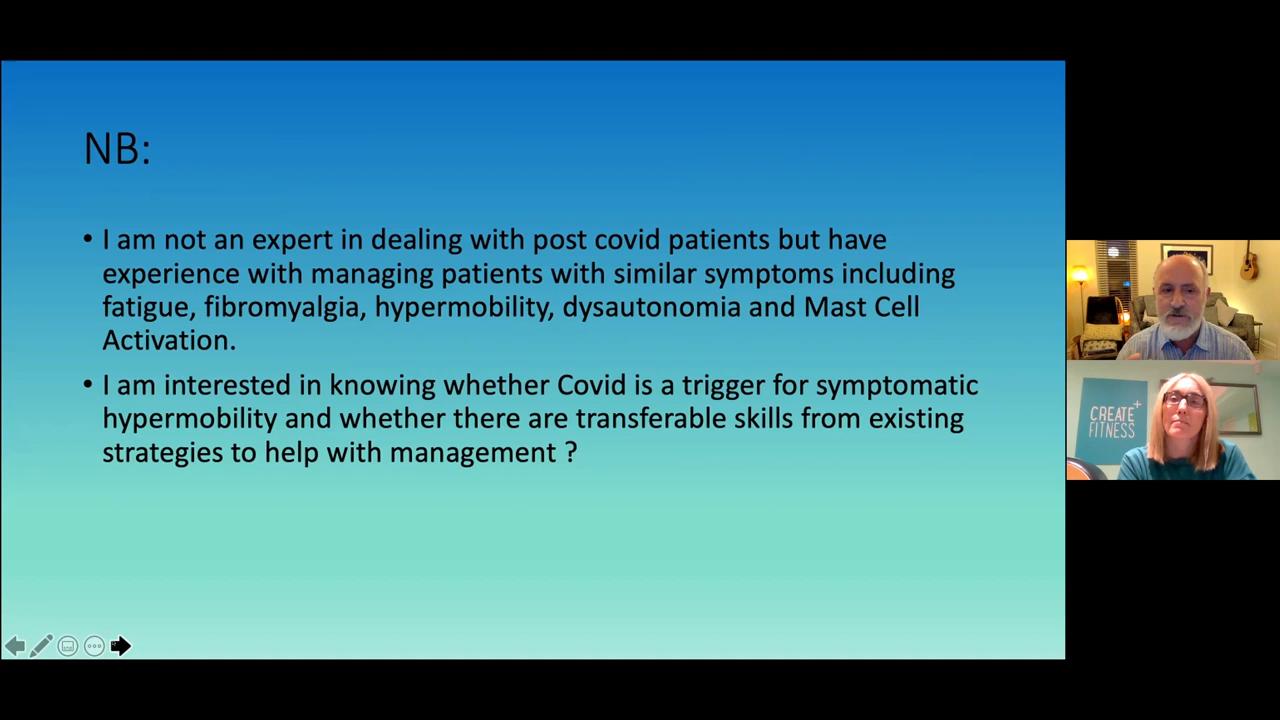 NB:
• I am not an expert in dealing with post covid patients but have
experience with managing patients with similar symptoms including
fatigue, fibromyalgia, hypermobility, dysautonomia and Mast Cell
Activation.
• I am interested in knowing whether Covid is a trigger for symptomatic
hypermobility and whether there are transferable skills from existing
strategies to help with management ?
CREATE+
FITNESS